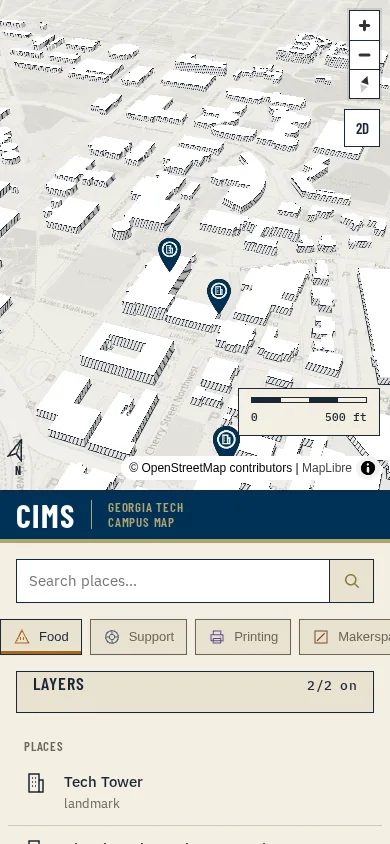 2D
0 500 ft
Cherry Street Northwest
N
© OpenStreetMap contributors | MapLibre
CIMS
GEORGIA TECH
CAMPUS MAP
Search places...
Food
Support
Printing
Makerspa
LAYERS
2/2 on
PLACES
Tech Tower
landmark